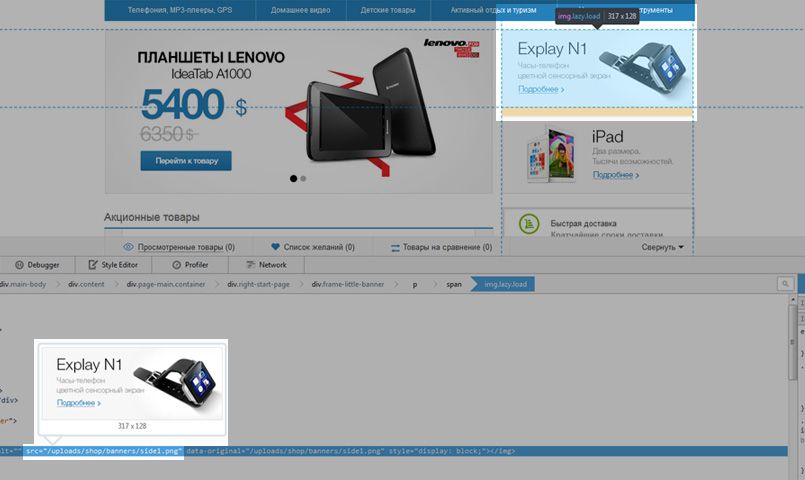 Телефония, MP3-плееры, GPS
Домашнее видео
Детские товары
Активный отдых и туризм
img.lazy.load 317 x 128
ПЛАНШЕТЫ LENOVO
IdeaTab A1000
5400 $
6350 $
Перейти к товару
lenovo FOR THOSE WHO DO.
Explay N1
Часы-телефон
цветной сенсорный экран
Подробнее >
iPad
Два размера.
Тысячи возможностей.
Подробнее >
Акционные товары
Быстрая доставка
Кратчайшие сроки доставки
Просмотренные товары (0)
Список желаний (0)
Товары на сравнение (0)
Свернуть
Debugger
Style Editor
Profiler
Network
div.main-body
div.content
div.page-main.container
div.right-start-page
div.frame-little-banner
p
span
img.lazy.load
Explay N1
Часы-телефон
цветной сенсорный экран
Подробнее >
317 x 128
/div>
er">
lt="" src="/uploads/shop/banners/side1.png" data-original="/uploads/shop/banners/side1.png" style="display: block;"></img>